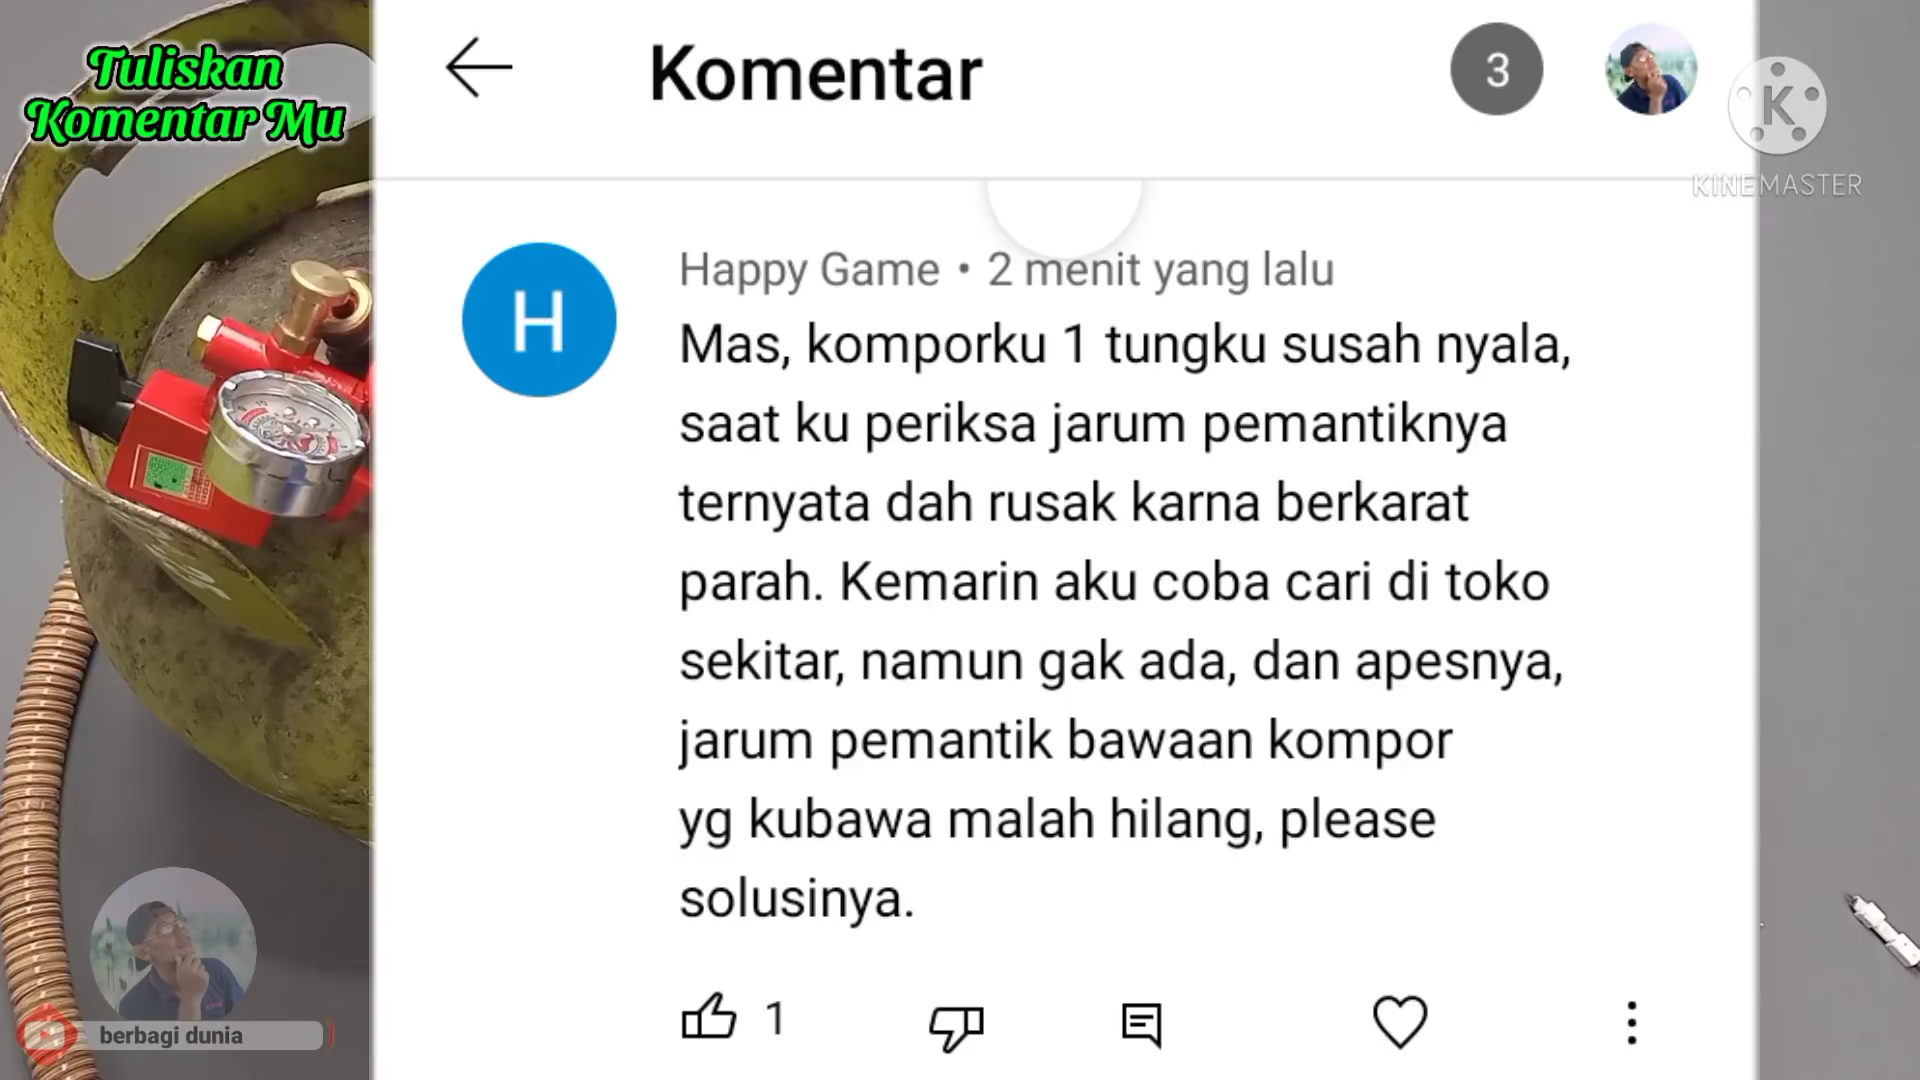 Tuliskan
Komentar Mu
Komentar
3
K
KINEMASTER
H
Happy Game • 2 menit yang lalu
Mas, komporku 1 tungku susah nyala,
saat ku periksa jarum pemantiknya
ternyata dah rusak karna berkarat
parah. Kemarin aku coba cari di toko
sekitar, namun gak ada, dan apesnya,
jarum pemantik bawaan kompor
yg kubawa malah hilang, please
solusinya.
1
berbagi dunia